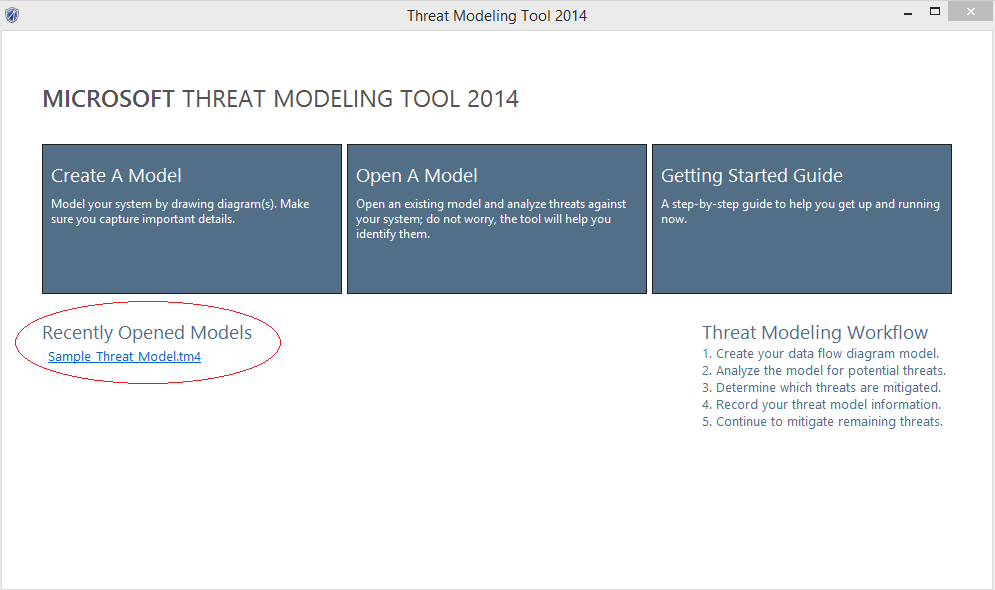 Threat Modeling Tool 2014
MICROSOFT THREAT MODELING TOOL 2014
Create A Model
Model your system by drawing diagram(s). Make
sure you capture important details.
Open A Model
Open an existing model and analyze threats against
your system; do not worry, the tool will help you
identify them.
Getting Started Guide
A step-by-step guide to help you get up and running
now.
Recently Opened Models
Sample Threat Model.tm4
Threat Modeling Workflow
1. Create your data flow diagram model.
2. Analyze the model for potential threats.
3. Determine which threats are mitigated.
4. Record your threat model information.
5. Continue to mitigate remaining threats.